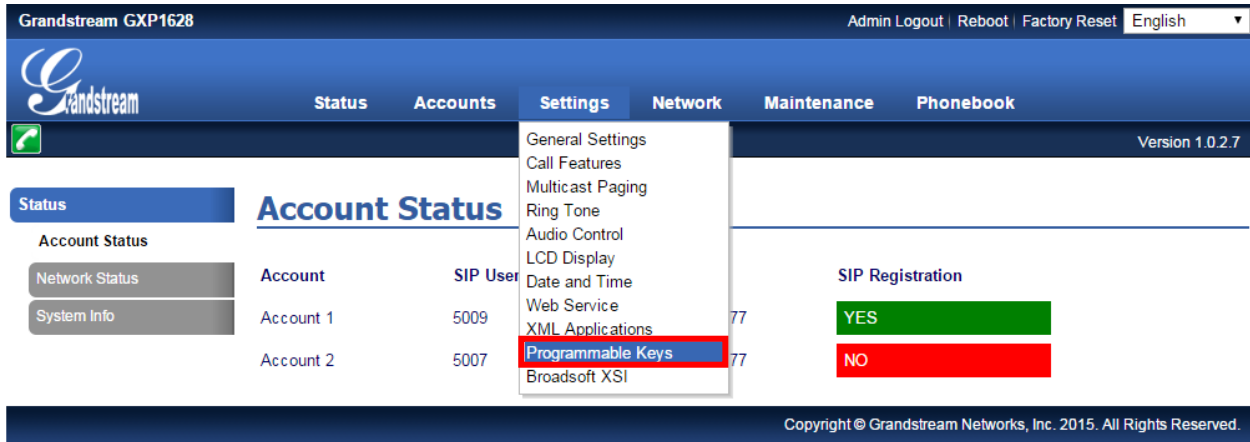 Grandstream GXP1628
Admin Logout | Reboot | Factory Reset English
Grandstream
Status Accounts Settings Network Maintenance Phonebook
Version 1.0.2.7
General Settings
Call Features
Multicast Paging
Ring Tone
Audio Control
LCD Display
Date and Time
Web Service
XML Applications
Programmable Keys
Broadsoft XSI
Status
Account Status
Network Status
System Info
Account Status
Account SIP User SIP Registration
Account 1 5009 77 YES
Account 2 5007 77 NO
Copyright © Grandstream Networks, Inc. 2015. All Rights Reserved.